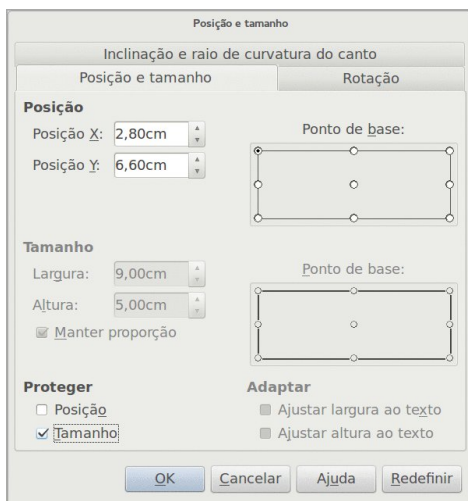 Posição e tamanho
Inclinação e raio de curvatura do canto
Posição e tamanho Rotação
Posição
Posição X: 2,80cm Ponto de base:
Posição Y: 6,60cm
Tamanho
Largura: 9,00cm Ponto de base:
Altura: 5,00cm
Manter proporção
Proteger Adaptar
Posição Ajustar largura ao texto
Tamanho Ajustar altura ao texto
OK Cancelar Ajuda Redefinir